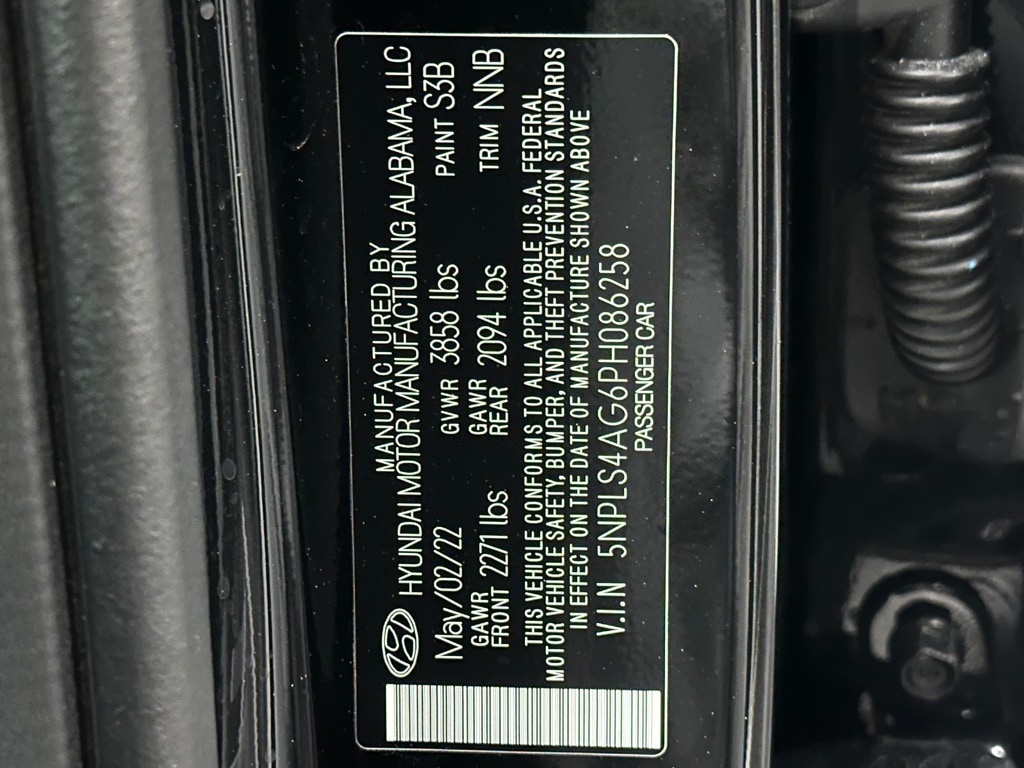 MANUFACTURED BY
HYUNDAI MOTOR MANUFACTURING ALABAMA, LLC
May/02/22 GVWR 3858 lbs PAINT S3B
GAWR FRONT 2271 lbs GAWR REAR 2094 lbs TRIM NNB
THIS VEHICLE CONFORMS TO ALL APPLICABLE U.S.A. FEDERAL
MOTOR VEHICLE SAFETY, BUMPER, AND THEFT PREVENTION STANDARDS
IN EFFECT ON THE DATE OF MANUFACTURE SHOWN ABOVE
V.I.N 5NPLS4AG6PH086258
PASSENGER CAR